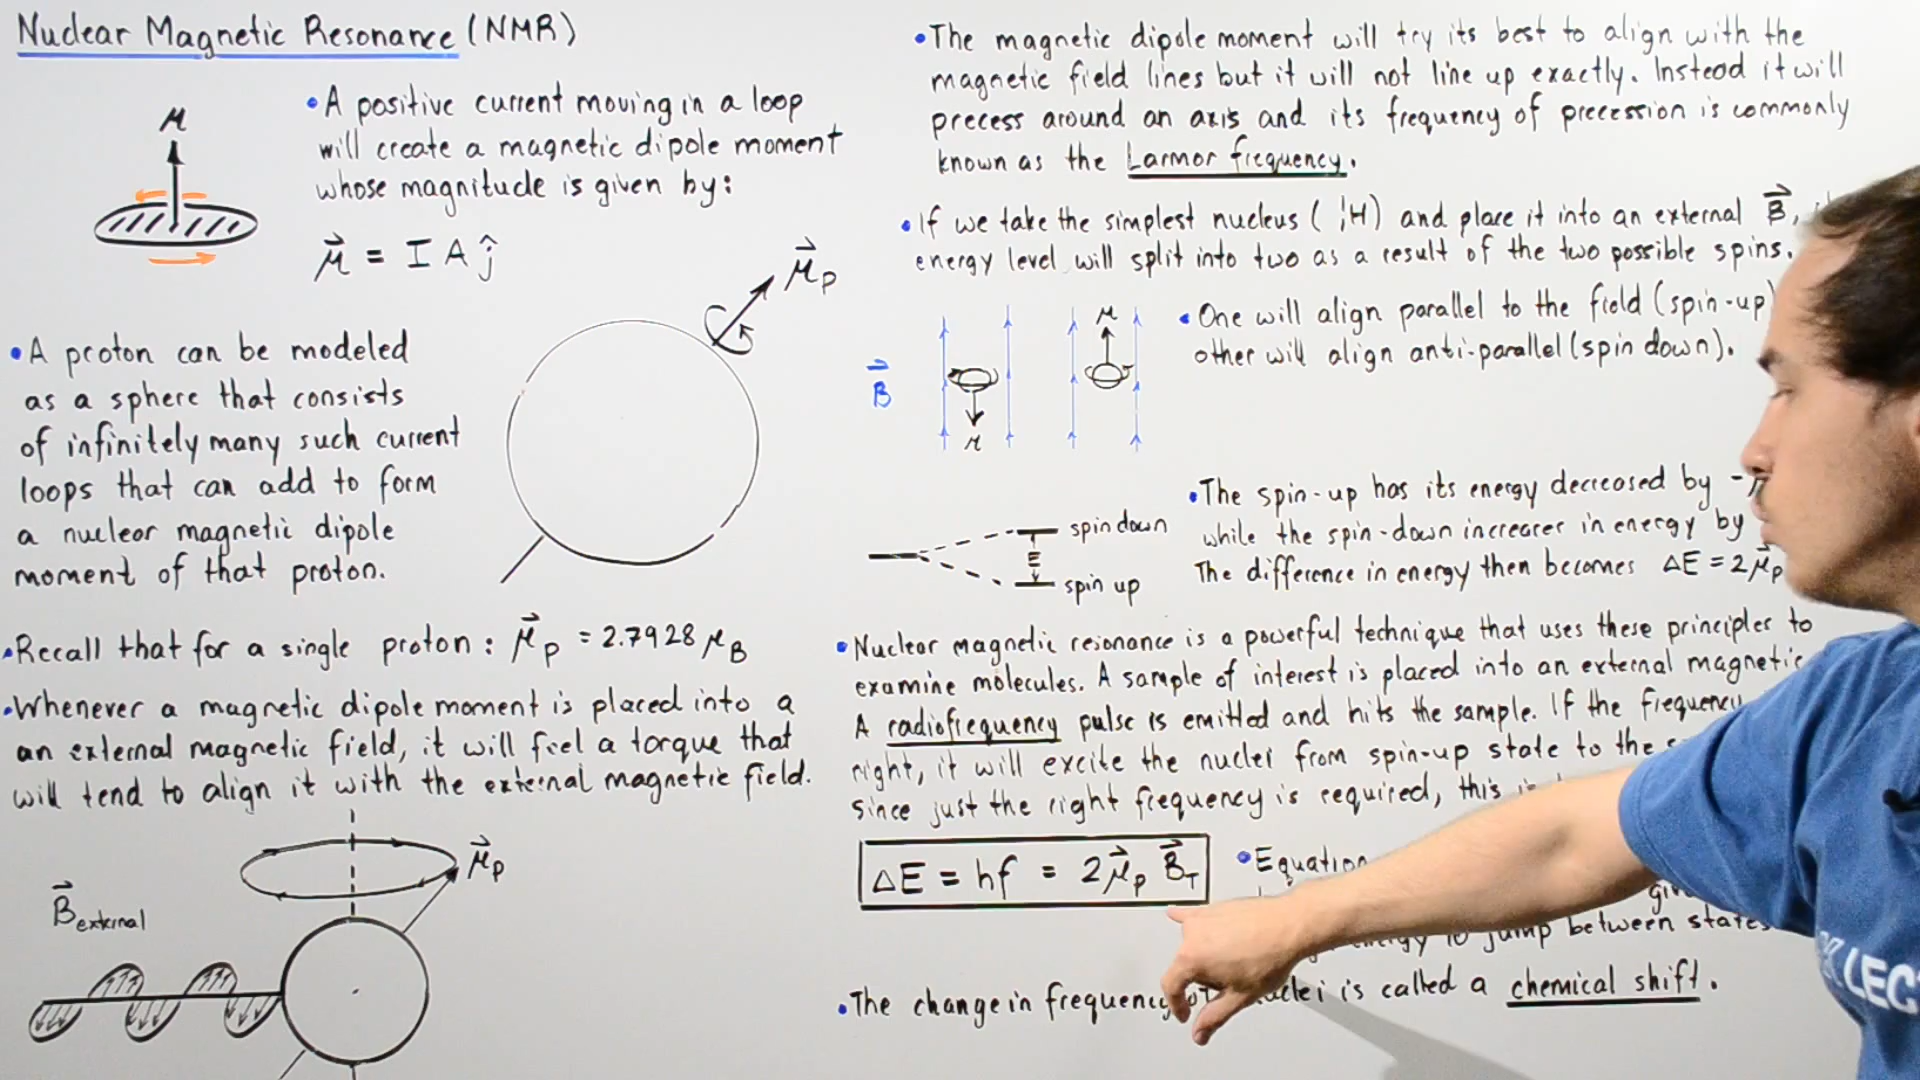 Nuclear Magnetic Resonance (NMR)
μ
• A positive current moving in a loop
will create a magnetic dipole moment
whose magnitude is given by:
μ⃗ = I A ĵ
μ⃗p
• A proton can be modeled
as a sphere that consists
of infinitely many such current
loops that can add to form
a nuclear magnetic dipole
moment of that proton.
• Recall that for a single proton: μ⃗p = 2.7928 μB
• Whenever a magnetic dipole moment is placed into a
an external magnetic field, it will feel a torque that
will tend to align it with the external magnetic field.
μ⃗p
B⃗external
• The magnetic dipole moment will try its best to align with the
magnetic field lines but it will not line up exactly. Instead it will
precess around an axis and its frequency of precession is commonly
known as the Larmor frequency.
• If we take the simplest nucleus (¹₁H) and place it into an external B⃗,
energy level will split into two as a result of the two possible spins.
μ
B⃗
μ
• One will align parallel to the field (spin-up)
other will align anti-parallel (spin down).
spin down
E
spin up
• The spin-up has its energy decreased by -μ
while the spin-down increases in energy by
The difference in energy then becomes ΔE = 2μ⃗p
• Nuclear magnetic resonance is a powerful technique that uses these principles to
examine molecules. A sample of interest is placed into an external magnetic
A radiofrequency pulse is emitted and hits the sample. If the frequency
right, it will excite the nuclei from spin-up state to the
since just the right frequency is required, this
ΔE = hf = 2μ⃗p B⃗T
• Equation
energy to jump between states
• The change in frequency of nuclei is called a chemical shift.
LEC